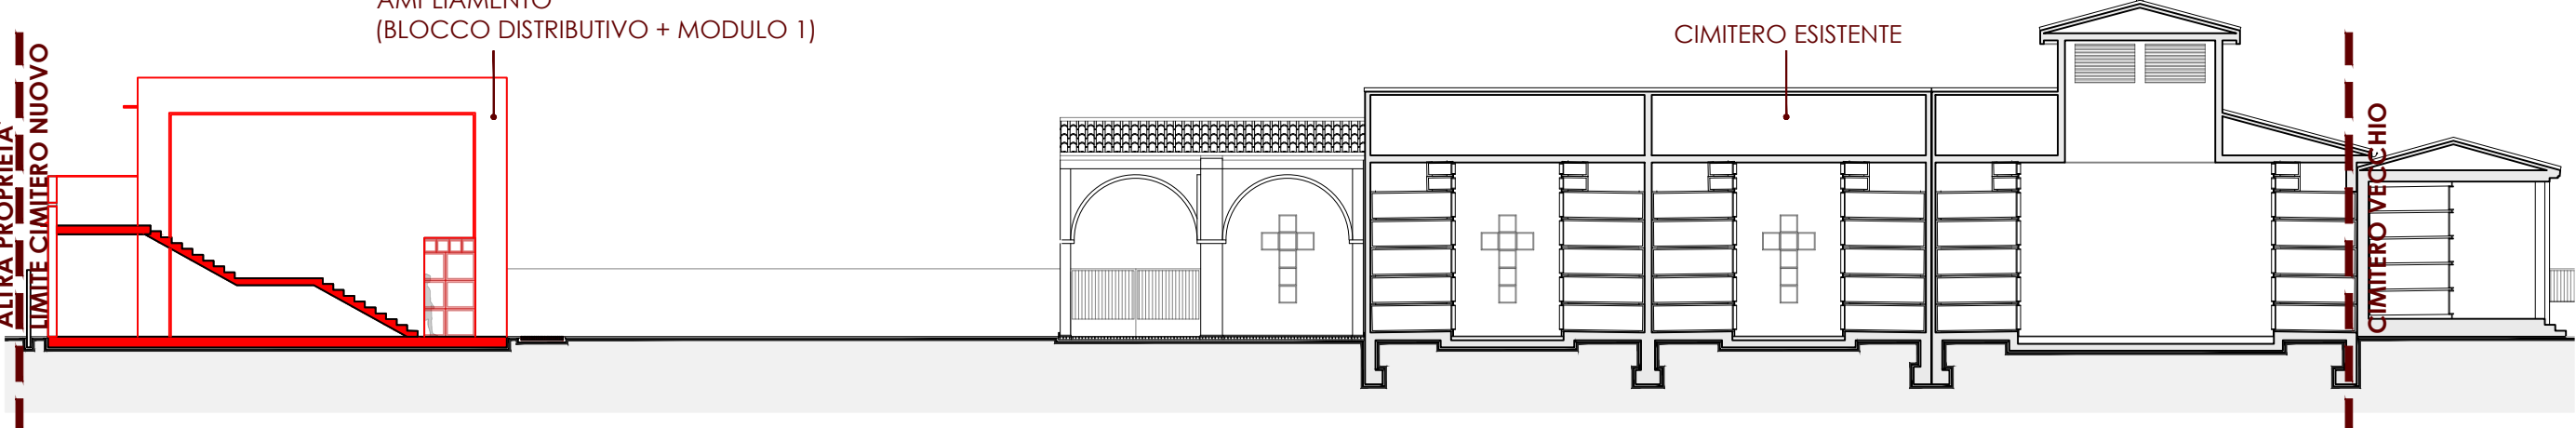 AMPLIAMENTO
(BLOCCO DISTRIBUTIVO + MODULO 1)
CIMITERO ESISTENTE
ALTRA PROPRIETA'
LIMITE CIMITERO NUOVO
CIMITERO VECCHIO